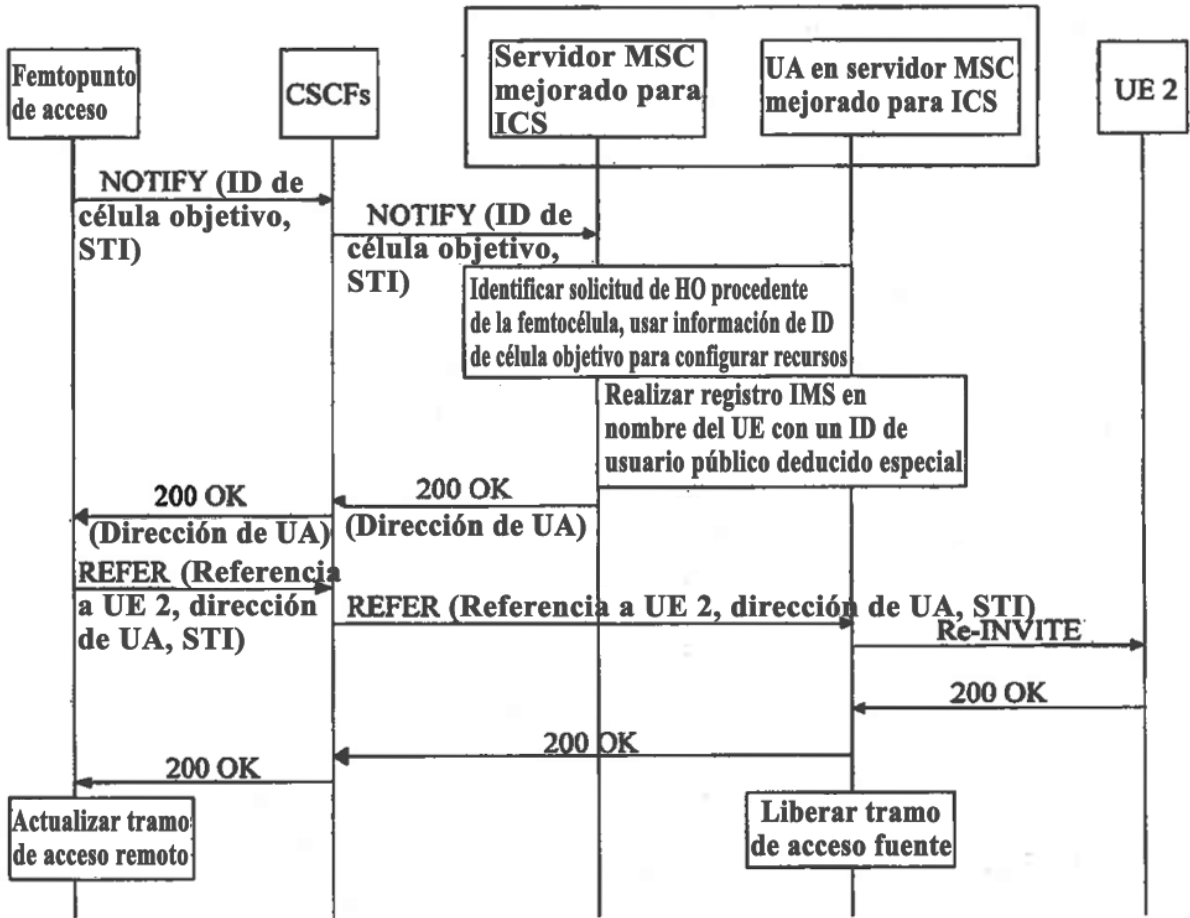 Femtopunto
de acceso
CSCFs
Servidor MSC
mejorado para
ICS
UA en servidor MSC
mejorado para ICS
UE 2
NOTIFY (ID de
célula objetivo,
STI)
NOTIFY (ID de
célula objetivo,
STI)
Identificar solicitud de HO procedente
de la femtocélula, usar información de ID
de célula objetivo para configurar recursos
Realizar registro IMS en
nombre del UE con un ID de
usuario público deducido especial
200 OK
(Dirección de UA)
200 OK
(Dirección de UA)
REFER (Referencia
a UE 2, dirección
de UA, STI)
REFER (Referencia a UE 2, dirección de UA, STI)
Re-INVITE
200 OK
200 OK
200 OK
Actualizar tramo
de acceso remoto
Liberar tramo
de acceso fuente